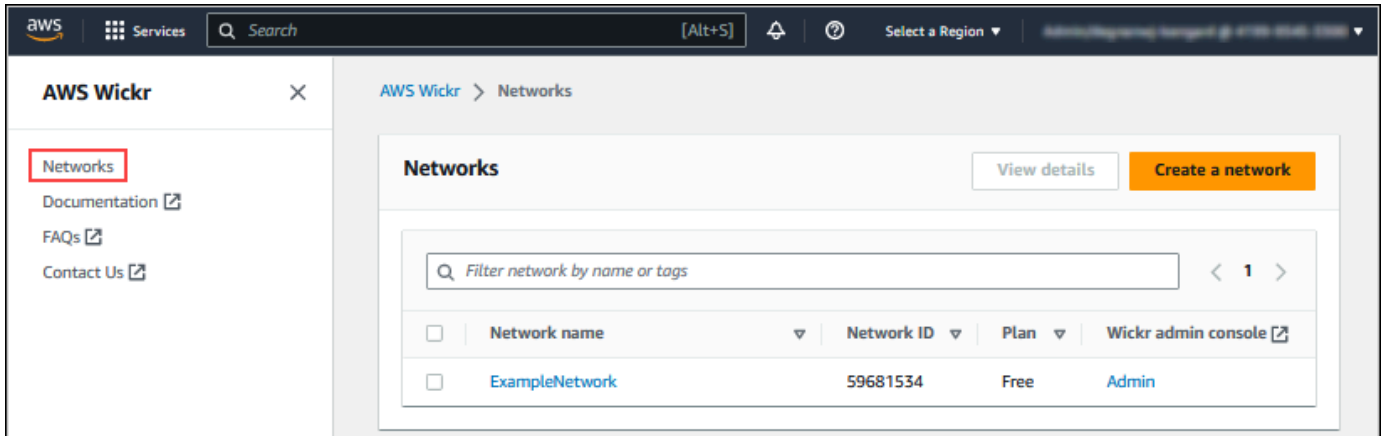 aws Services Search [Alt+S] Select a Region
AWS Wickr
Networks
Documentation
FAQs
Contact Us
AWS Wickr > Networks
Networks View details Create a network
Filter network by name or tags < 1 >
Network name Network ID Plan Wickr admin console
ExampleNetwork 59681534 Free Admin